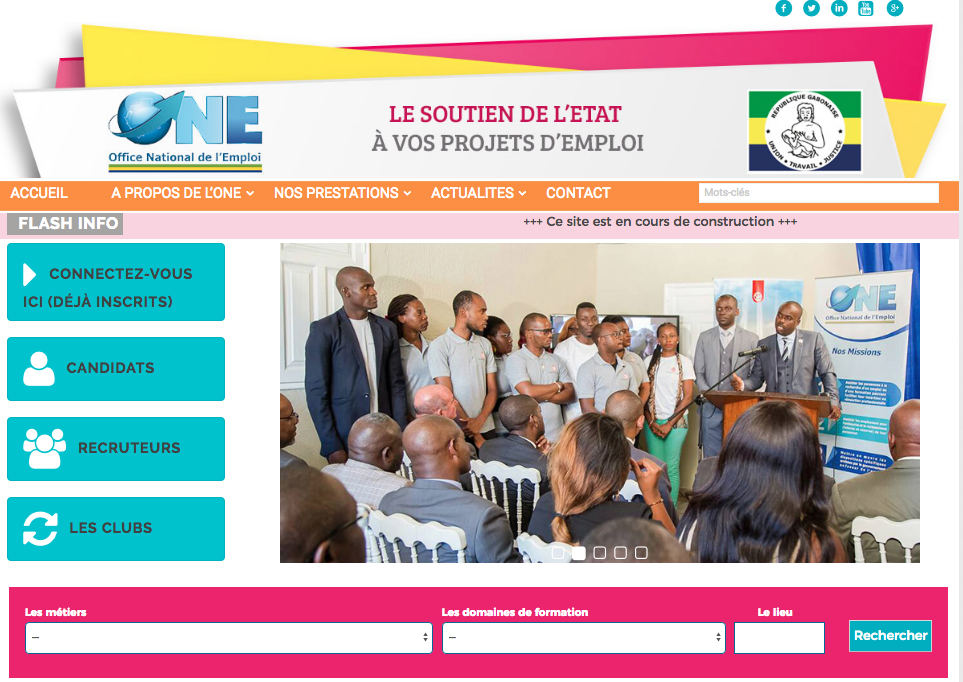 f
You Tube
g+
ONE
Office National de l'Emploi
LE SOUTIEN DE L'ETAT
À VOS PROJETS D'EMPLOI
REPUBLIQUE GABONAISE
UNION • TRAVAIL • JUSTICE
ACCUEIL
A PROPOS DE L'ONE
NOS PRESTATIONS
ACTUALITES
CONTACT
Mots-clés
FLASH INFO
+++ Ce site est en cours de construction +++
CONNECTEZ-VOUS
ICI (DÉJÀ INSCRITS)
CANDIDATS
RECRUTEURS
LES CLUBS
ONE
Office National de l'Emploi
Nos Missions
Les métiers
Les domaines de formation
Le lieu
--
--
Rechercher